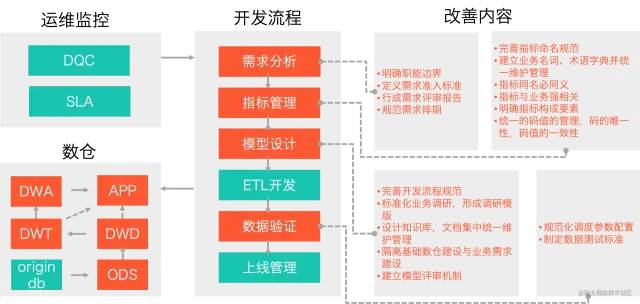 运维监控
DQC
SLA
数仓
DWA
APP
DWT
DWD
origin
db
ODS
开发流程
需求分析
指标管理
模型设计
ETL开发
数据验证
上线管理
改善内容
•明确职能边界
•定义需求准入标准
•行成需求评审报告
•规范需求排期
•完善指标命名规范
•建立业务名词、术语字典并统
一维护管理
•指标同名必同义
•指标与业务强相关
•明确指标构成要素
•统一的码值的管理，码的唯一
性，码值的一致性
•完善开发流程规范
•标准化业务调研，形成调研模
版
•设计知识库，文档集中统一维
护管理
•隔离基础数仓建设与业务需求
建设
•建立模型评审机制
•规范化调度参数配置
•制定数据测试标准
@稀土掘金技术社区